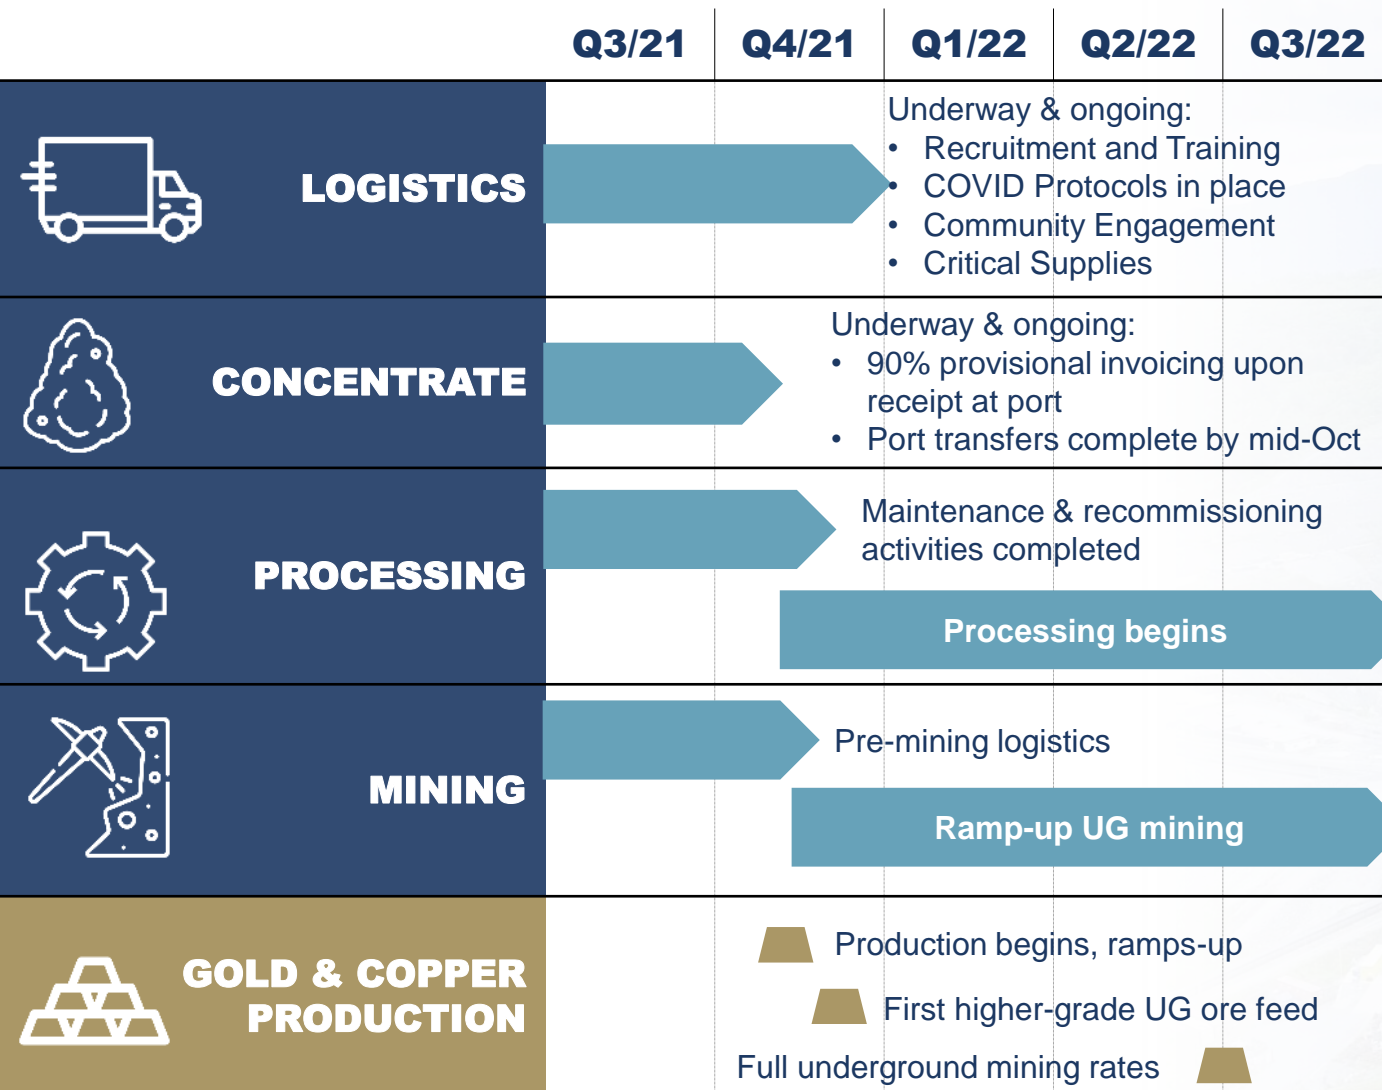 Q3/21 Q4/21 Q1/22 Q2/22 Q3/22
LOGISTICS
Underway & ongoing:
• Recruitment and Training
• COVID Protocols in place
• Community Engagement
• Critical Supplies
CONCENTRATE
Underway & ongoing:
• 90% provisional invoicing upon
receipt at port
• Port transfers complete by mid-Oct
PROCESSING
Maintenance & recommissioning
activities completed
Processing begins
MINING
Pre-mining logistics
Ramp-up UG mining
GOLD & COPPER
PRODUCTION
Production begins, ramps-up
First higher-grade UG ore feed
Full underground mining rates